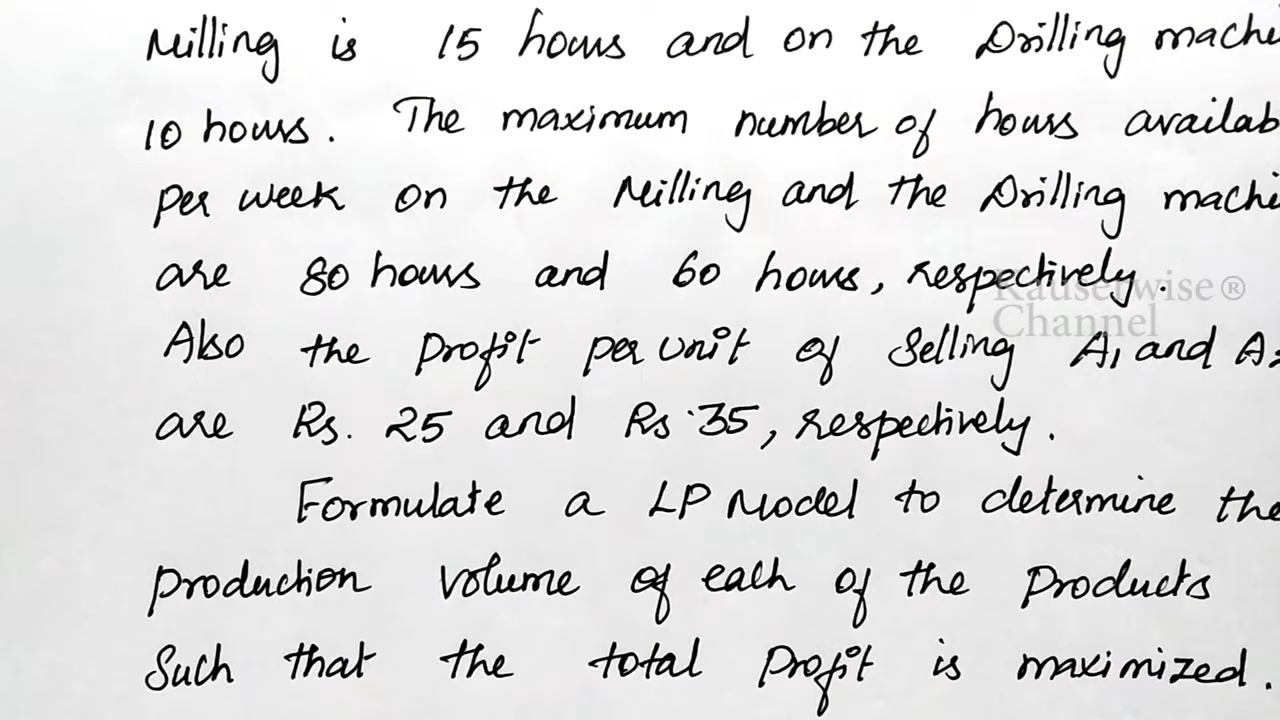 Milling is 15 hours and on the Drilling machi
10 hours. The maximum number of hours availab
per week on the Milling and the Drilling machi
are 80 hours and 60 hours, respectively.
Kauserwise ®
Channel
Also the profit per unit of selling A₁ and A₂
are Rs. 25 and Rs. 35, respectively.
Formulate a LP Model to determine the
production volume of each of the products
Such that the total profit is maximized.